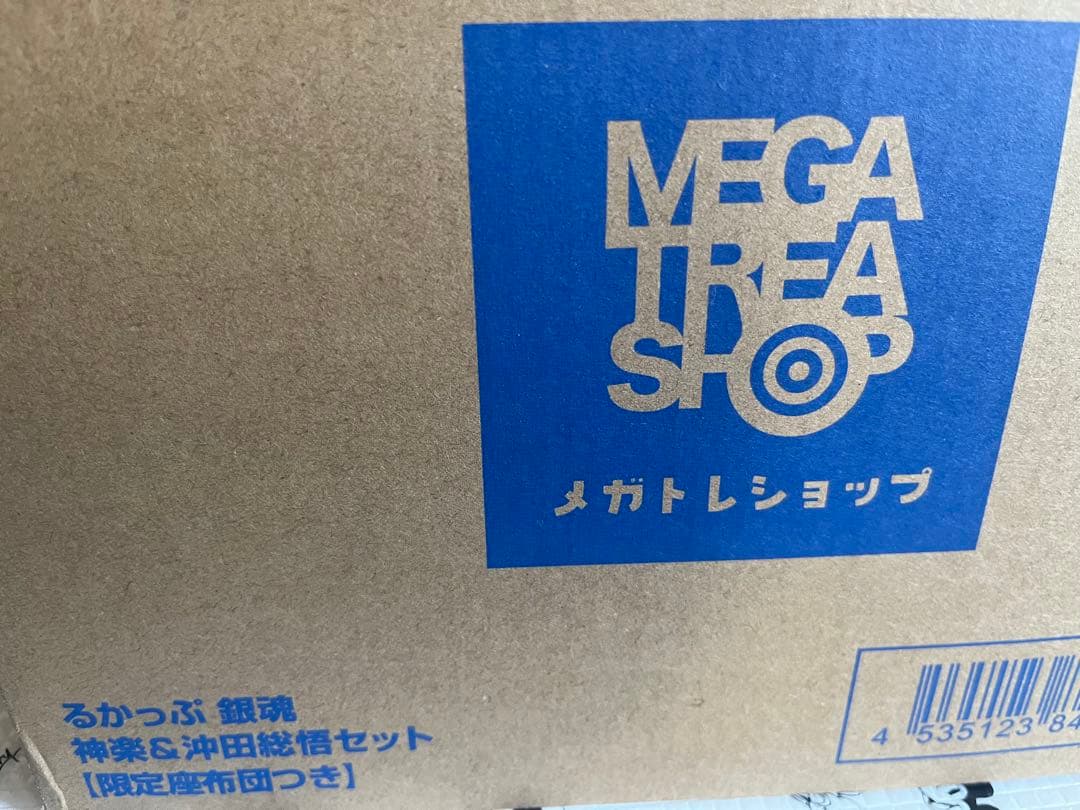 MEGA
TREA
SHOP
メガトレショップ
るかっぷ 銀魂
神楽&沖田総悟セット
【限定座布団つき】
4 535123 84